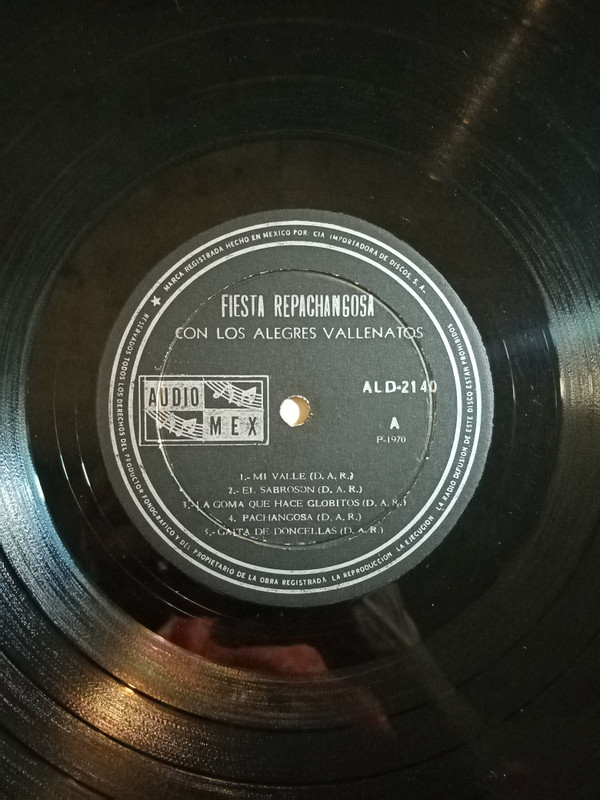 ★ MARCA REGISTRADA HECHO EN MEXICO POR: CIA IMPORTADORA DE DISCOS, S. A.
FIESTA REPACHANGOSA
CON LOS ALEGRES VALLENATOS
AUDIO
MEX
ALD-2140
A
P-1970
1.- MI VALLE (D. A. R.)
2.- EL SABROSON (D. A. R.)
3.- LA GOMA QUE HACE GLOBITOS (D. A. R.)
4. PACHANGOSA (D. A. R.)
5.- GAITA DE DONCELLAS (D. A. R.)
RESERVADOS TODOS LOS DERECHOS DEL PRODUCTOR FONOGRAFICO Y DEL PROPIETARIO DE LA OBRA REGISTRADA LA REPRODUCCION LA EJECUCION LA RADIO DIFUSION DE ESTE DISCO ESTAN PROHIBIDOS